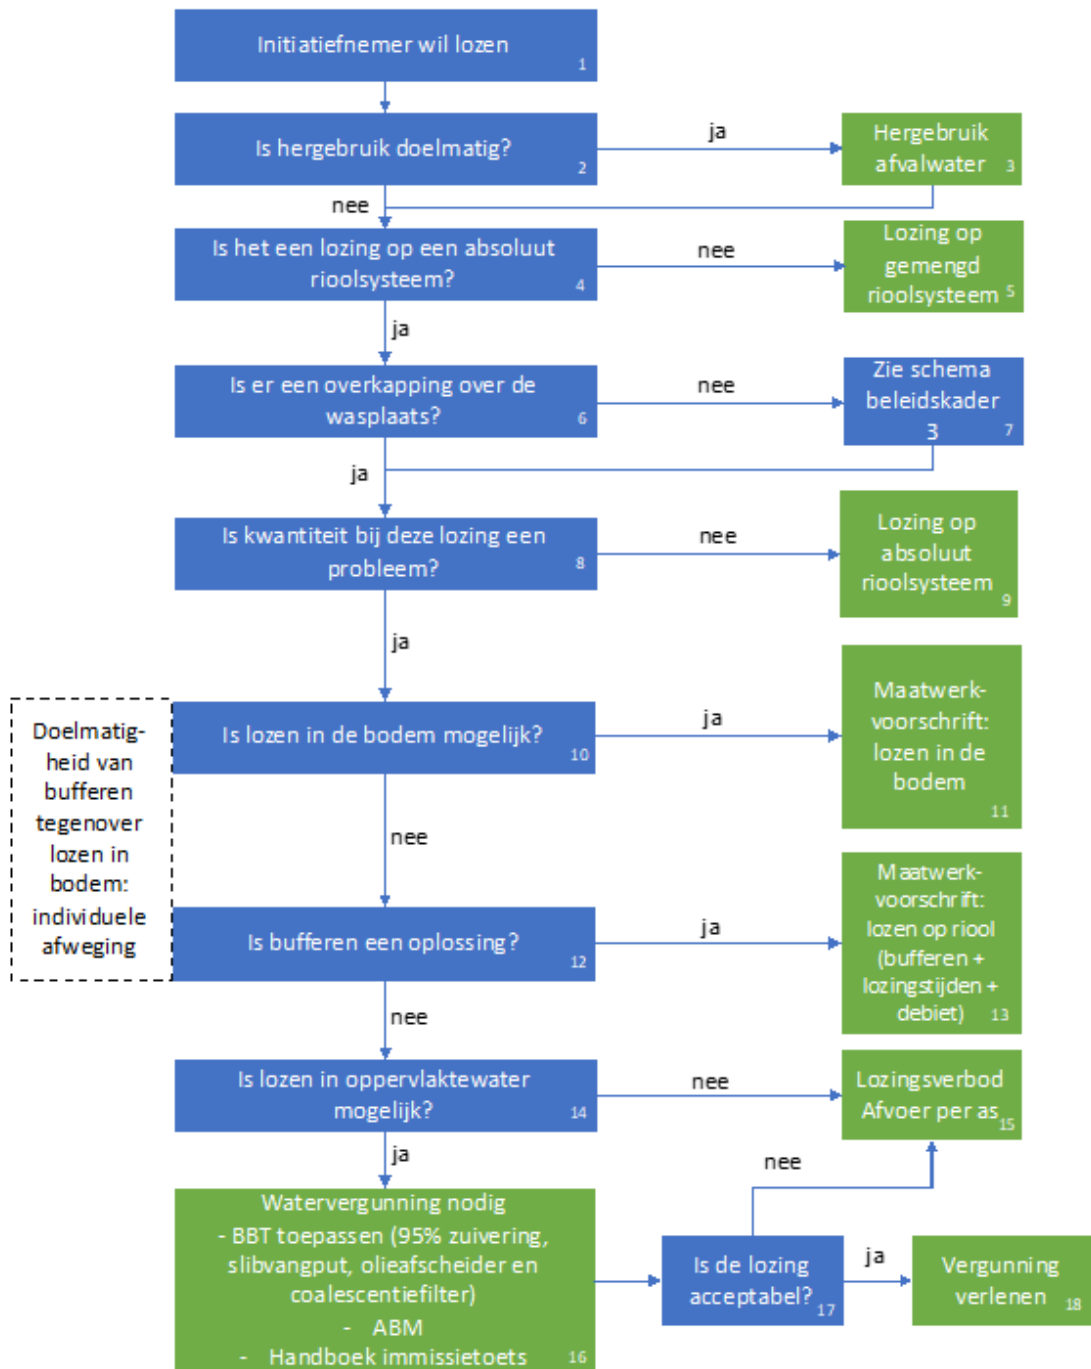 Initiatiefnemer wil lozen
1
Is hergebruik doelmatig?
2
ja
Hergebruik
afvalwater
3
nee
Is het een lozing op een absoluut
rioolsysteem?
4
nee
Lozing op
gemengd
rioolsysteem
5
ja
Is er een overkapping over de
wasplaats?
6
nee
Zie schema
beleidskader
3
7
ja
Is kwantiteit bij deze lozing een
probleem?
8
nee
Lozing op
absoluut
rioolsysteem
9
ja
Doelmatig-
heid van
bufferen
tegenover
lozen in
bodem:
individuele
afweging
Is lozen in de bodem mogelijk?
10
ja
Maatwerk-
voorschrift:
lozen in de
bodem
11
nee
Is bufferen een oplossing?
12
ja
Maatwerk-
voorschrift:
lozen op riool
(bufferen +
lozingstijden +
debiet)
13
nee
Is lozen in oppervlaktewater
mogelijk?
14
nee
Lozingsverbod
Afvoer per as
15
ja
nee
Watervergunning nodig
- BBT toepassen (95% zuivering,
slibvangput, olieafscheider en
coalescentiefilter)
- ABM
- Handboek immissietoets
16
Is de lozing
acceptabel?
17
ja
Vergunning
verlenen
18